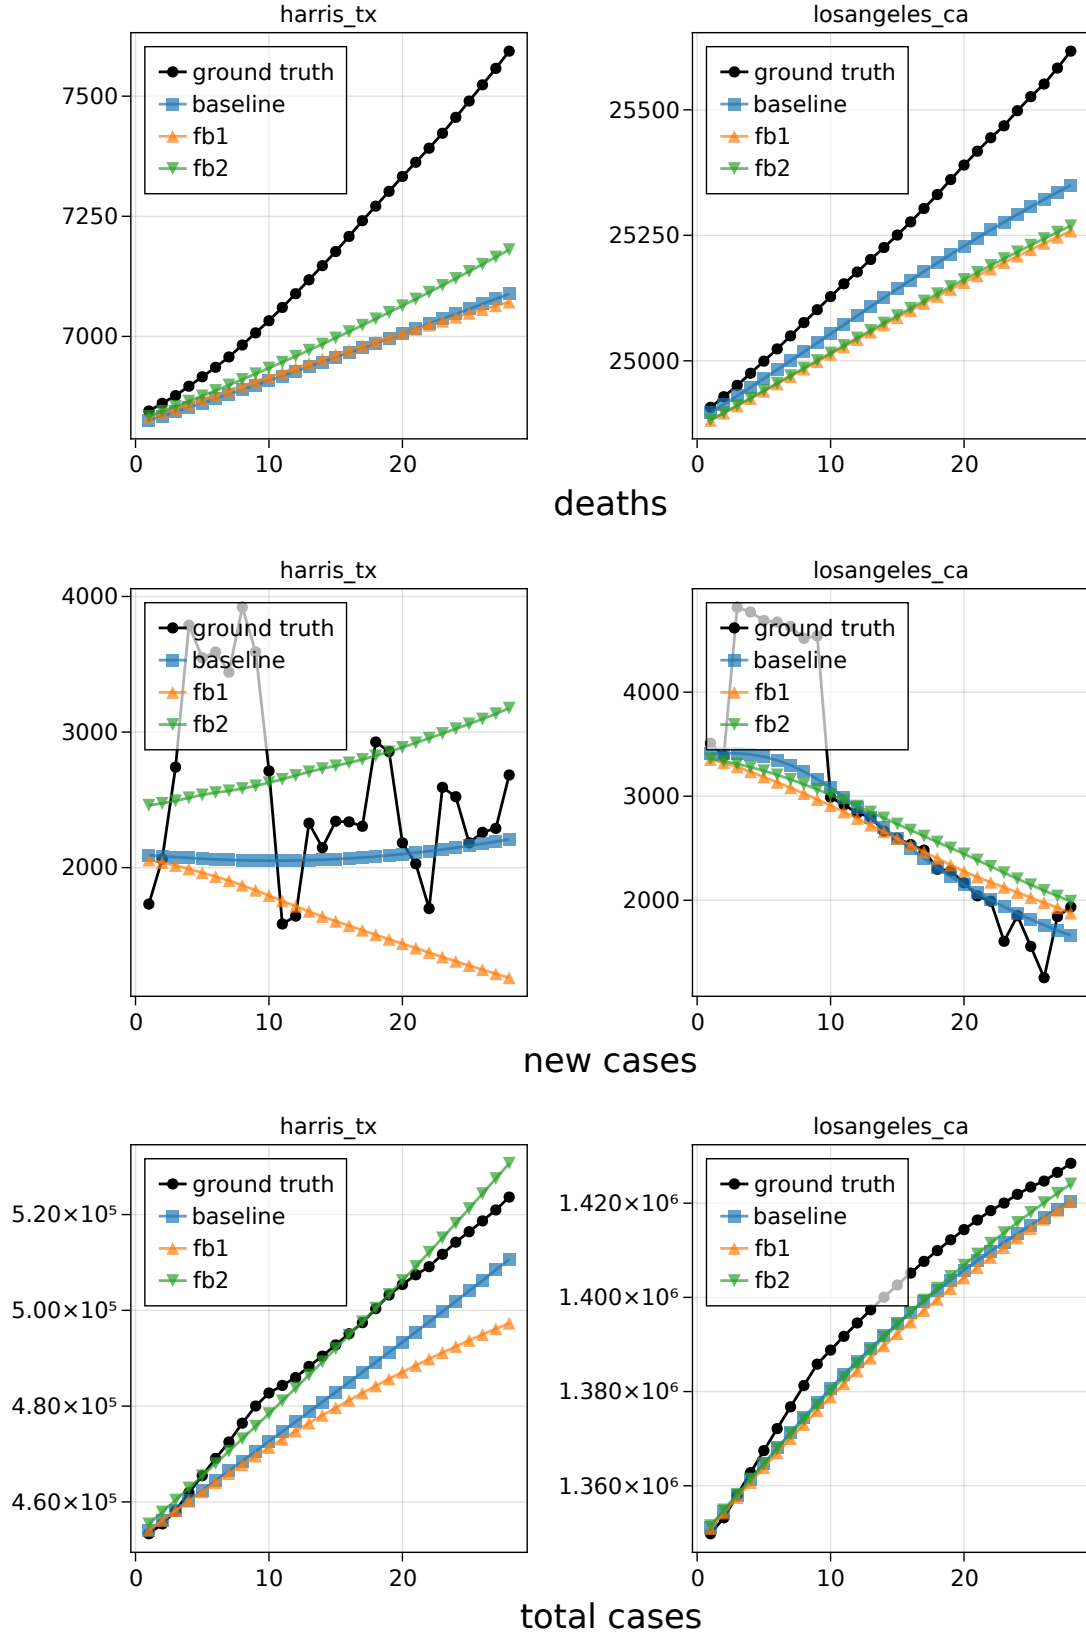 harris_tx
losangeles_ca
ground truth
baseline
fb1
fb2
7500
7250
7000
0
10
20
ground truth
baseline
fb1
fb2
25500
25250
25000
0
10
20
deaths
harris_tx
losangeles_ca
ground truth
baseline
fb1
fb2
4000
3000
2000
0
10
20
ground truth
baseline
fb1
fb2
4000
3000
2000
0
10
20
new cases
harris_tx
losangeles_ca
ground truth
baseline
fb1
fb2
5.20×10⁵
5.00×10⁵
4.80×10⁵
4.60×10⁵
0
10
20
ground truth
baseline
fb1
fb2
1.420×10⁶
1.400×10⁶
1.380×10⁶
1.360×10⁶
0
10
20
total cases